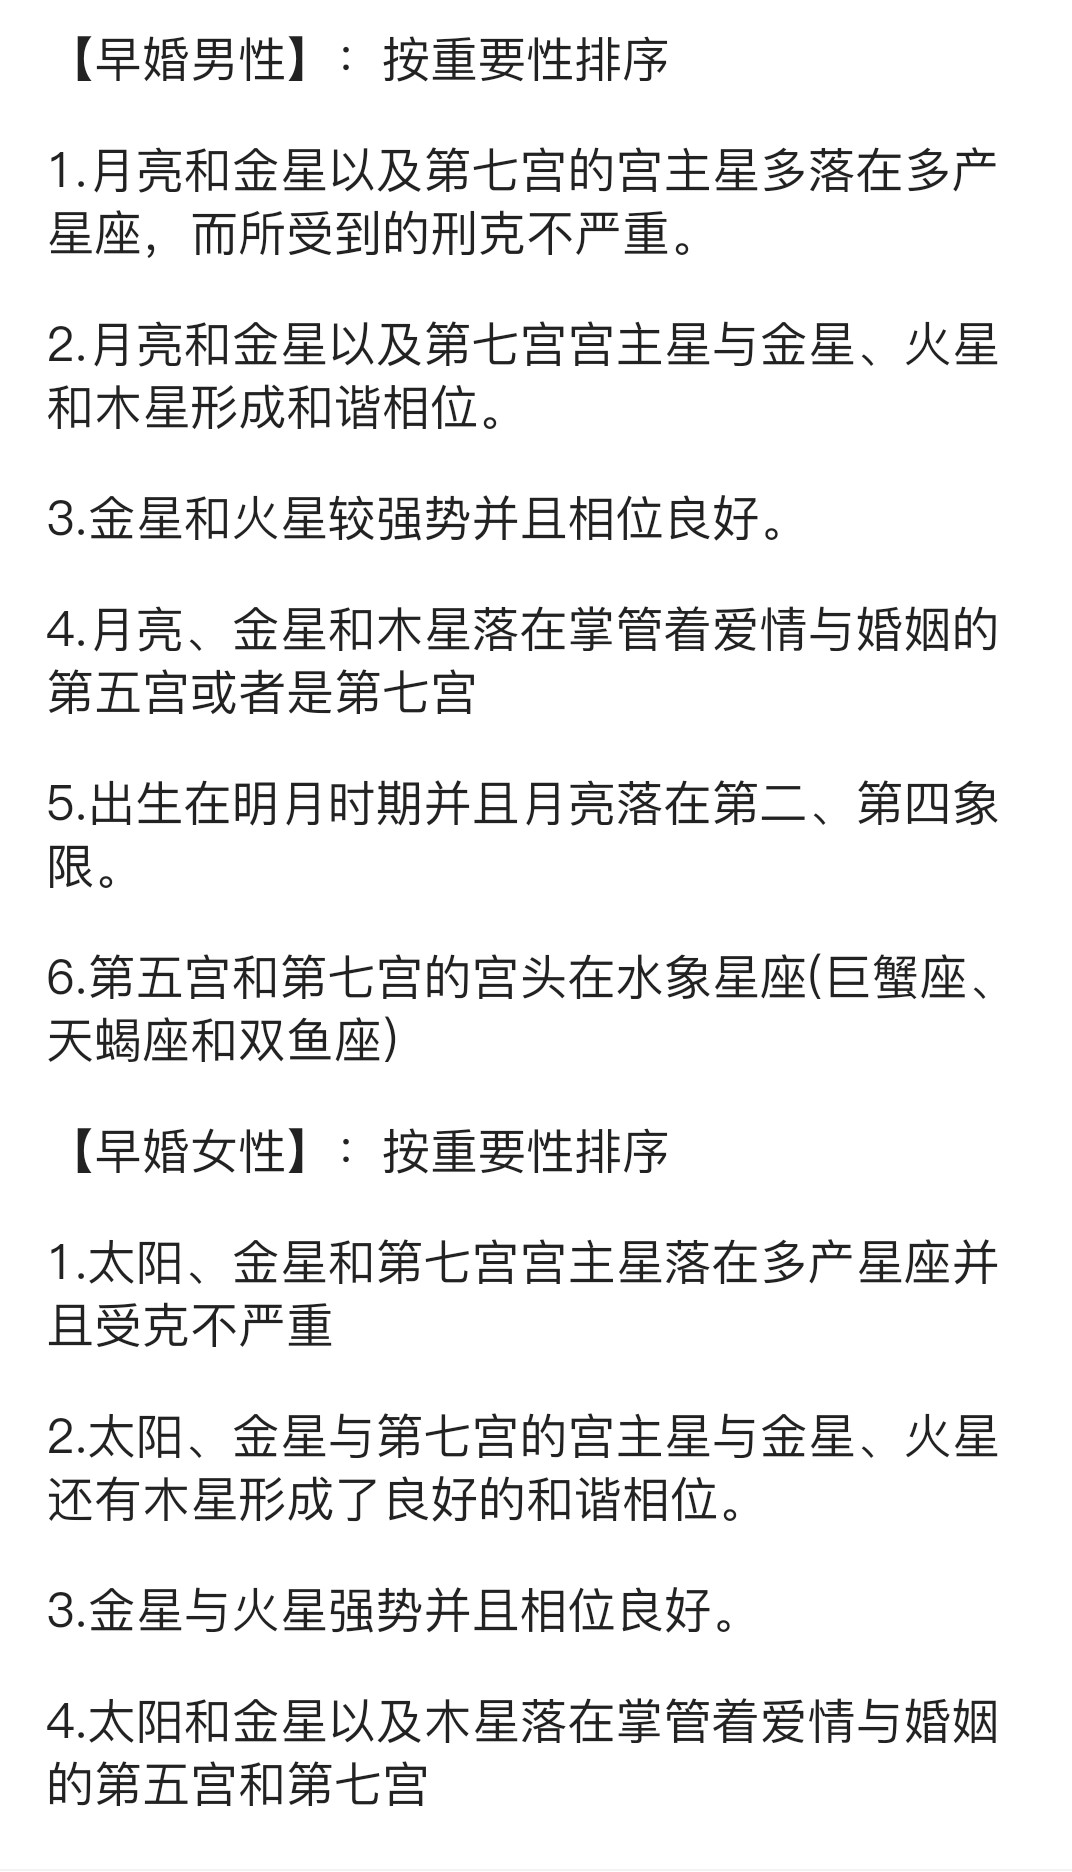 【早婚男性】：按重要性排序
1.月亮和金星以及第七宫的宫主星多落在多产
星座，而所受到的刑克不严重。
2.月亮和金星以及第七宫宫主星与金星、火星
和木星形成和谐相位。
3.金星和火星较强势并且相位良好。
4.月亮、金星和木星落在掌管着爱情与婚姻的
第五宫或者是第七宫
5.出生在明月时期并且月亮落在第二、第四象
限。
6.第五宫和第七宫的宫头在水象星座(巨蟹座、
天蝎座和双鱼座)
【早婚女性】：按重要性排序
1.太阳、金星和第七宫宫主星落在多产星座并
且受克不严重
2.太阳、金星与第七宫的宫主星与金星、火星
还有木星形成了良好的和谐相位。
3.金星与火星强势并且相位良好。
4.太阳和金星以及木星落在掌管着爱情与婚姻
的第五宫和第七宫